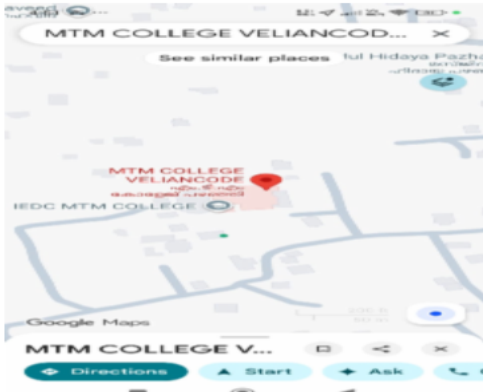 MTM COLLEGE VELIANCOD... ×
See similar places
ful Hidaya Pazha
MTM COLLEGE
VELIANCODE
IEDC MTM COLLEGE
Google Maps
MTM COLLEGE V...
Directions Start Ask